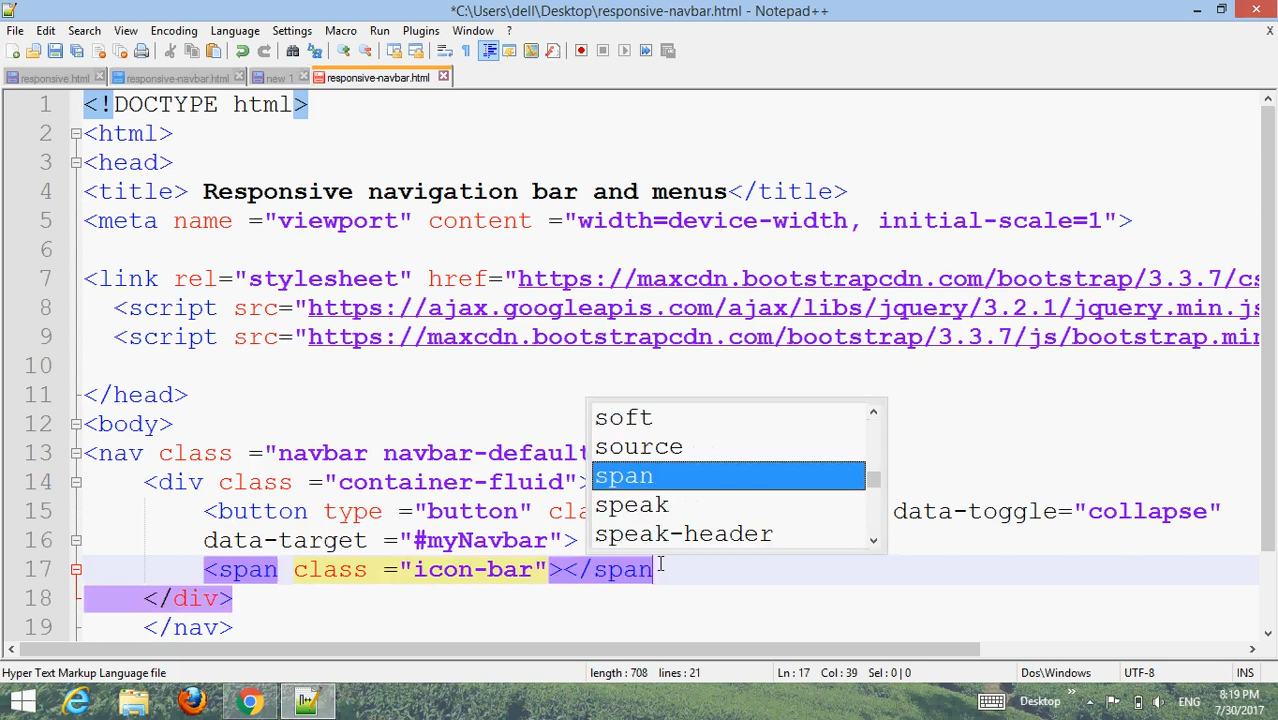 *C:\Users\dell\Desktop\responsive-navbar.html - Notepad++
File Edit Search View Encoding Language Settings Macro Run Plugins Window ? X
responsive.html responsive-navbar.html new 1 responsive-navbar.html
1 <!DOCTYPE html>
2 <html>
3 <head>
4 <title> Responsive navigation bar and menus</title>
5 <meta name ="viewport" content ="width=device-width, initial-scale=1">
6
7 <link rel="stylesheet" href="https://maxcdn.bootstrapcdn.com/bootstrap/3.3.7/cs
8 <script src="https://ajax.googleapis.com/ajax/libs/jquery/3.2.1/jquery.min.js
9 <script src="https://maxcdn.bootstrapcdn.com/bootstrap/3.3.7/js/bootstrap.min
10
11 </head>
12 <body>
13 <nav class ="navbar navbar-default
14 <div class ="container-fluid">
15 <button type ="button" cla data-toggle="collapse"
16 data-target ="#myNavbar">
17 <span class ="icon-bar"></span
18 </div>
19 </nav>
soft
source
span
speak
speak-header
Hyper Text Markup Language file length : 708 lines : 21 Ln : 17 Col : 39 Sel : 0 | 0 Dos\Windows UTF-8 INS
Desktop ENG 8:19 PM
7/30/2017